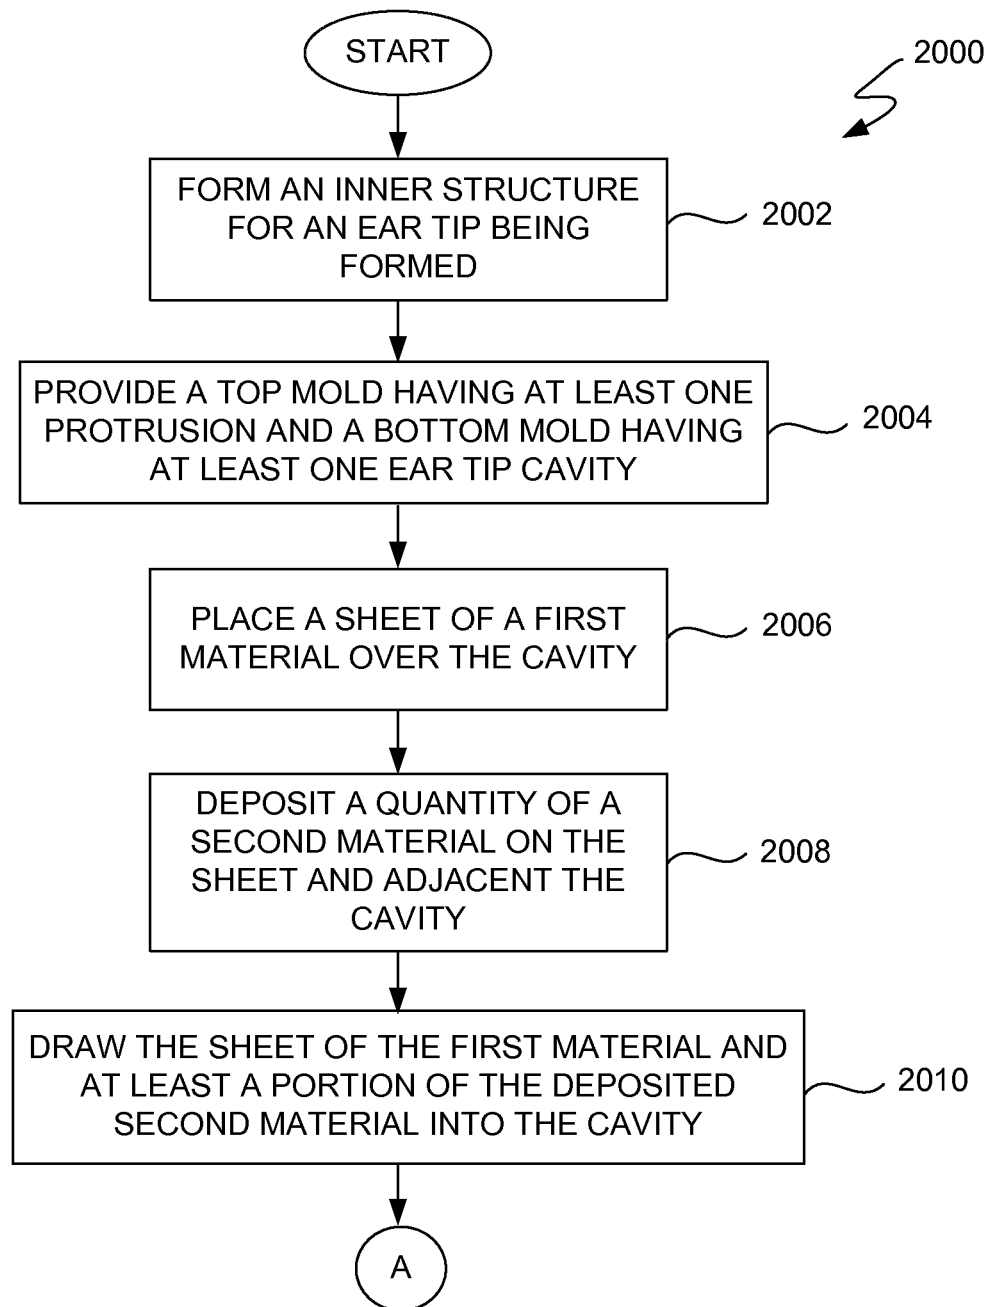 START
2000
FORM AN INNER STRUCTURE
FOR AN EAR TIP BEING
FORMED
2002
PROVIDE A TOP MOLD HAVING AT LEAST ONE
PROTRUSION AND A BOTTOM MOLD HAVING
AT LEAST ONE EAR TIP CAVITY
2004
PLACE A SHEET OF A FIRST
MATERIAL OVER THE CAVITY
2006
DEPOSIT A QUANTITY OF A
SECOND MATERIAL ON THE
SHEET AND ADJACENT THE
CAVITY
2008
DRAW THE SHEET OF THE FIRST MATERIAL AND
AT LEAST A PORTION OF THE DEPOSITED
SECOND MATERIAL INTO THE CAVITY
2010
A